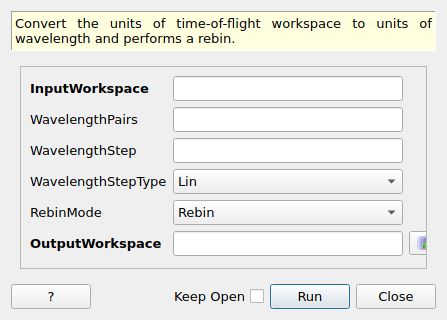 Convert the units of time-of-flight workspace to units of
wavelength and performs a rebin.
InputWorkspace
WavelengthPairs
WavelengthStep
WavelengthStepType Lin
RebinMode Rebin
OutputWorkspace
? Keep Open Run Close